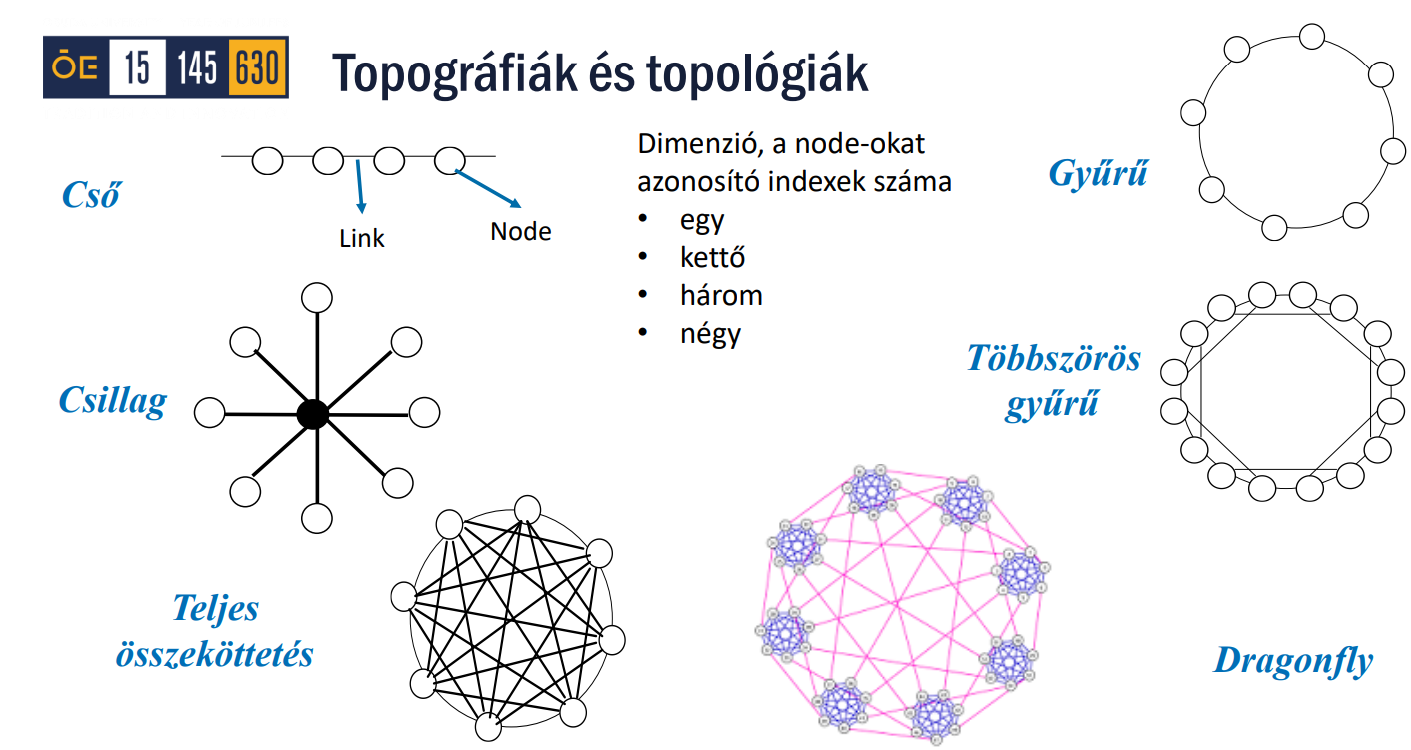 ŌE 15 145 630
Topográfiák és topológiák
Cső
Link
Node
Dimenzió, a node-okat
azonosító indexek száma
• egy
• kettő
• három
• négy
Gyűrű
Csillag
Többszörös
gyűrű
Teljes
összeköttetés
Dragonfly